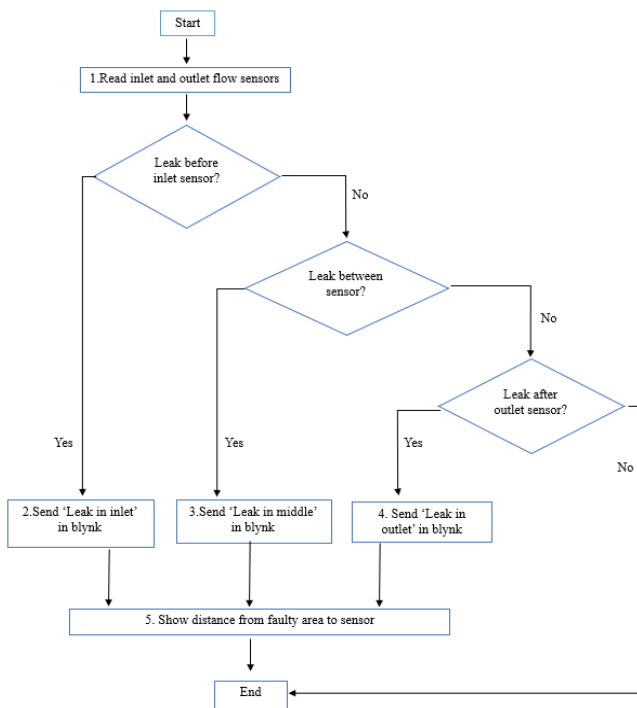 Start
1.Read inlet and outlet flow sensors
Leak before
inlet sensor?
No
Leak between
sensor?
No
Leak after
outlet sensor?
Yes
Yes
Yes
No
2.Send ‘Leak in inlet’
in blynk
3.Send ‘Leak in middle’
in blynk
4. Send ‘Leak in
outlet’ in blynk
5. Show distance from faulty area to sensor
End